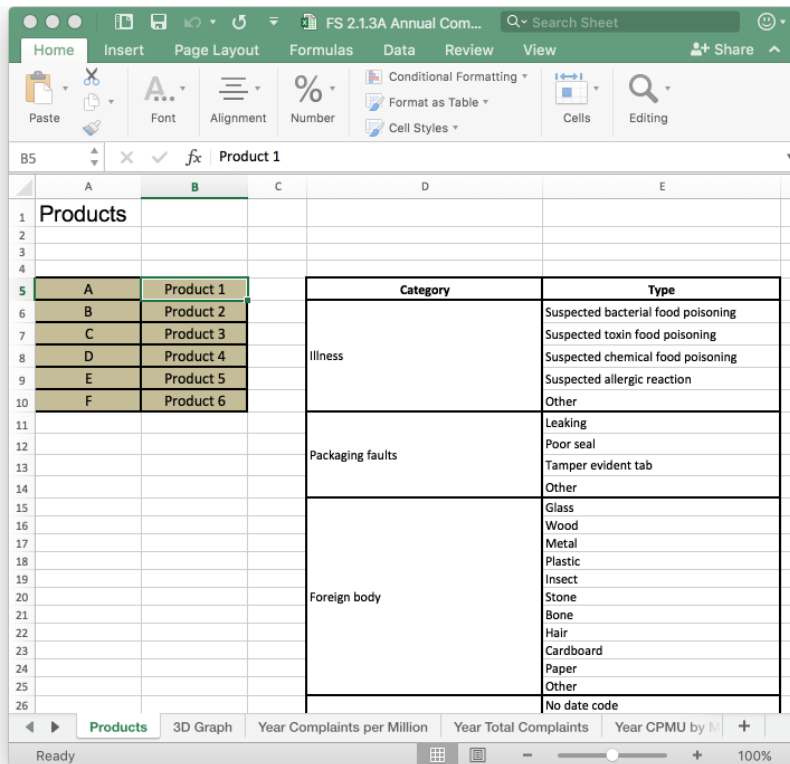 FS 2.1.3A Annual Com...
Search Sheet
Home Insert Page Layout Formulas Data Review View Share
Paste
A...
Font
Alignment
%
Number
Conditional Formatting
Format as Table
Cell Styles
Cells
Editing
B5 fx Product 1
A B C D E
1 Products
2
3
4
5 A Product 1 Category Type
6 B Product 2 Suspected bacterial food poisoning
7 C Product 3 Suspected toxin food poisoning
8 D Product 4 Illness Suspected chemical food poisoning
9 E Product 5 Suspected allergic reaction
10 F Product 6 Other
11 Leaking
12 Poor seal
Packaging faults
13 Tamper evident tab
14 Other
15 Glass
16 Wood
17 Metal
18 Plastic
19 Insect
20 Foreign body Stone
21 Bone
22 Hair
23 Cardboard
24 Paper
25 Other
26 No date code
Products 3D Graph Year Complaints per Million Year Total Complaints Year CPMU by +
Ready - + 100%